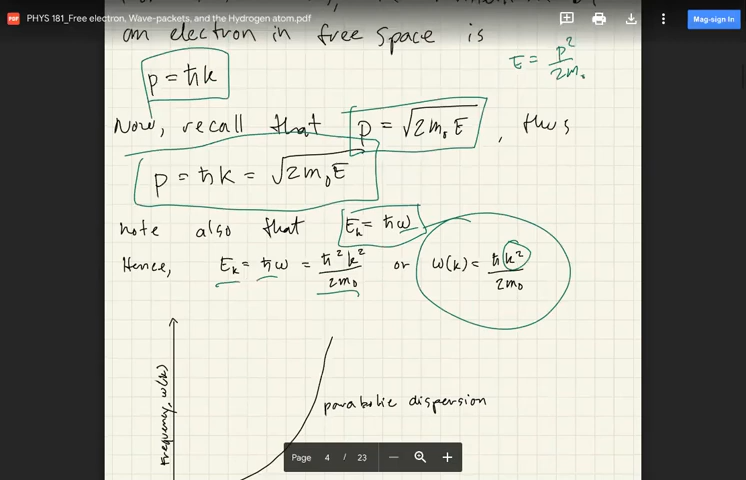 PDF PHYS 181_Free electron, Wave-packets, and the Hydrogen atom.pdf
Mag-sign in
an electron in free space is
E = p²/2m₀
p = ħk
Now, recall that p = √2m₀E , thus
p = ħk = √2m₀E
note also that Eₖ = ħω
Hence, Eₖ = ħω = ħ²k²/2m₀ or ω(k) = ħk²/2m₀
Frequency, ω(k)
parabolic dispersion
Page 4 / 23